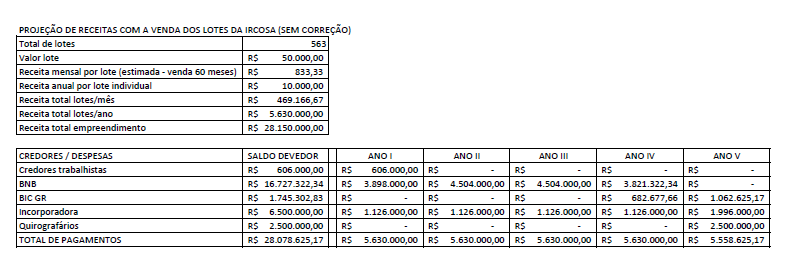 PROJEÇÃO DE RECEITAS COM A VENDA DOS LOTES DA IRCOSA (SEM CORREÇÃO)
Total de lotes 563
Valor lote R$ 50.000,00
Receita mensal por lote (estimada - venda 60 meses) R$ 833,33
Receita anual por lote individual R$ 10.000,00
Receita total lotes/mês R$ 469.166,67
Receita total lotes/ano R$ 5.630.000,00
Receita total empreendimento R$ 28.150.000,00
CREDORES / DESPESAS SALDO DEVEDOR ANO I ANO II ANO III ANO IV ANO V
Credores trabalhistas R$ 606.000,00 R$ 606.000,00 R$ - R$ - R$ - R$ -
BNB R$ 16.727.322,34 R$ 3.898.000,00 R$ 4.504.000,00 R$ 4.504.000,00 R$ 3.821.322,34 R$ -
BIC GR R$ 1.745.302,83 R$ - R$ - R$ - R$ 682.677,66 R$ 1.062.625,17
Incorporadora R$ 6.500.000,00 R$ 1.126.000,00 R$ 1.126.000,00 R$ 1.126.000,00 R$ 1.126.000,00 R$ 1.996.000,00
Quirografários R$ 2.500.000,00 R$ - R$ - R$ - R$ - R$ 2.500.000,00
TOTAL DE PAGAMENTOS R$ 28.078.625,17 R$ 5.630.000,00 R$ 5.630.000,00 R$ 5.630.000,00 R$ 5.630.000,00 R$ 5.558.625,17